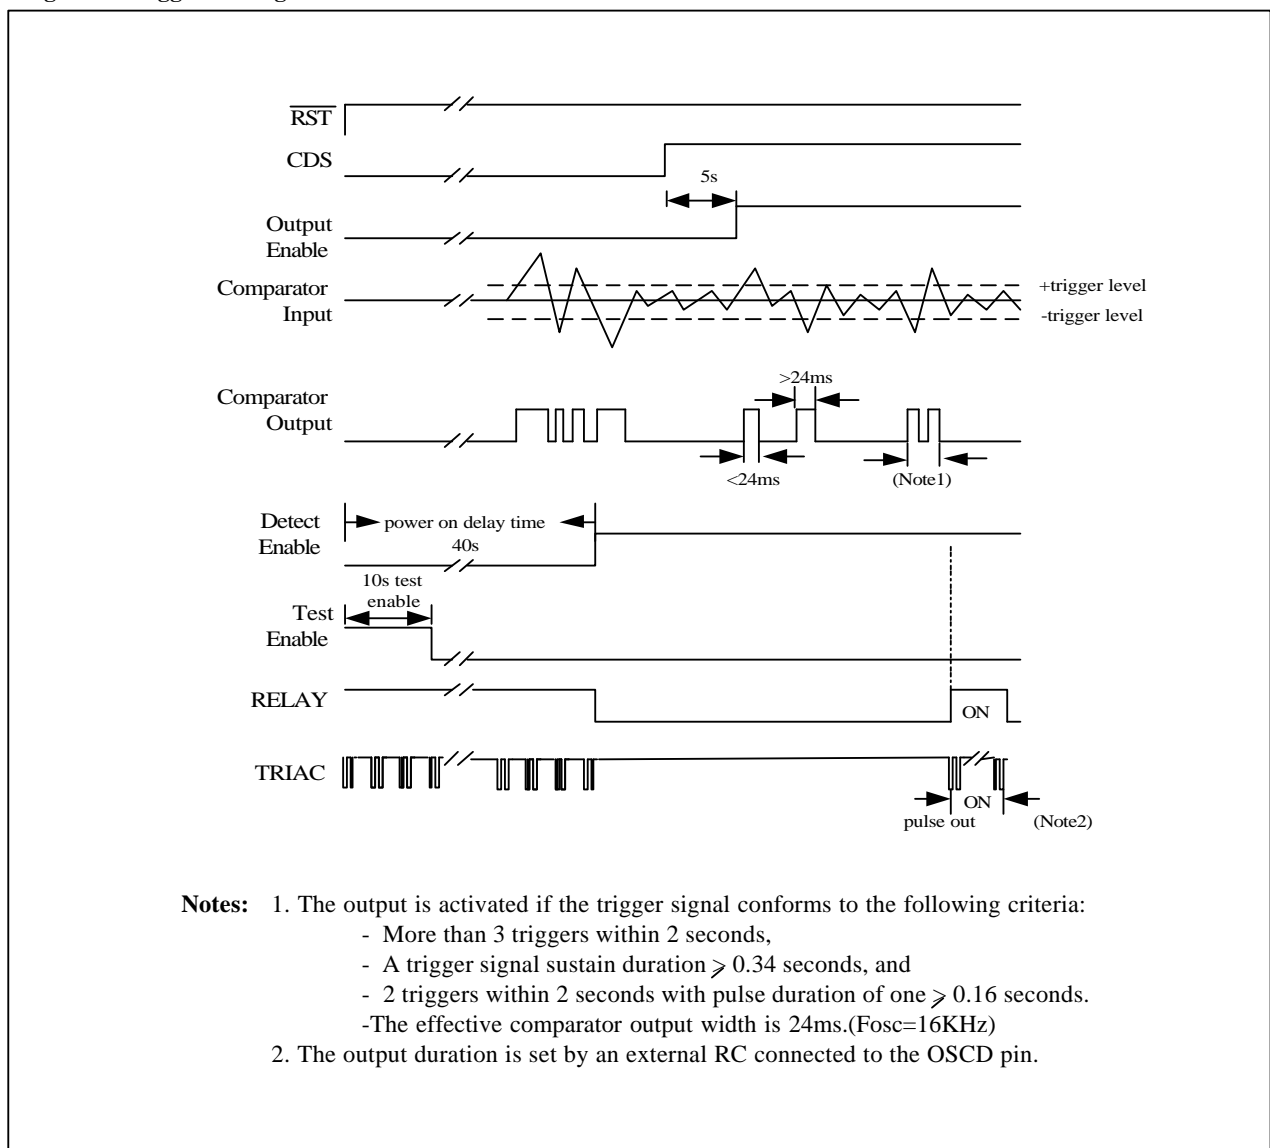 RST
CDS
5s
Output
Enable
Comparator
Input
+trigger level
-trigger level
>24ms
Comparator
Output
<24ms
(Note1)
Detect
Enable
power on delay time
40s
10s test
enable
Test
Enable
RELAY
ON
TRIAC
ON
pulse out
(Note2)
Notes: 1. The output is activated if the trigger signal conforms to the following criteria:
- More than 3 triggers within 2 seconds,
- A trigger signal sustain duration ⩾ 0.34 seconds, and
- 2 triggers within 2 seconds with pulse duration of one ⩾ 0.16 seconds.
-The effective comparator output width is 24ms.(Fosc=16KHz)
2. The output duration is set by an external RC connected to the OSCD pin.